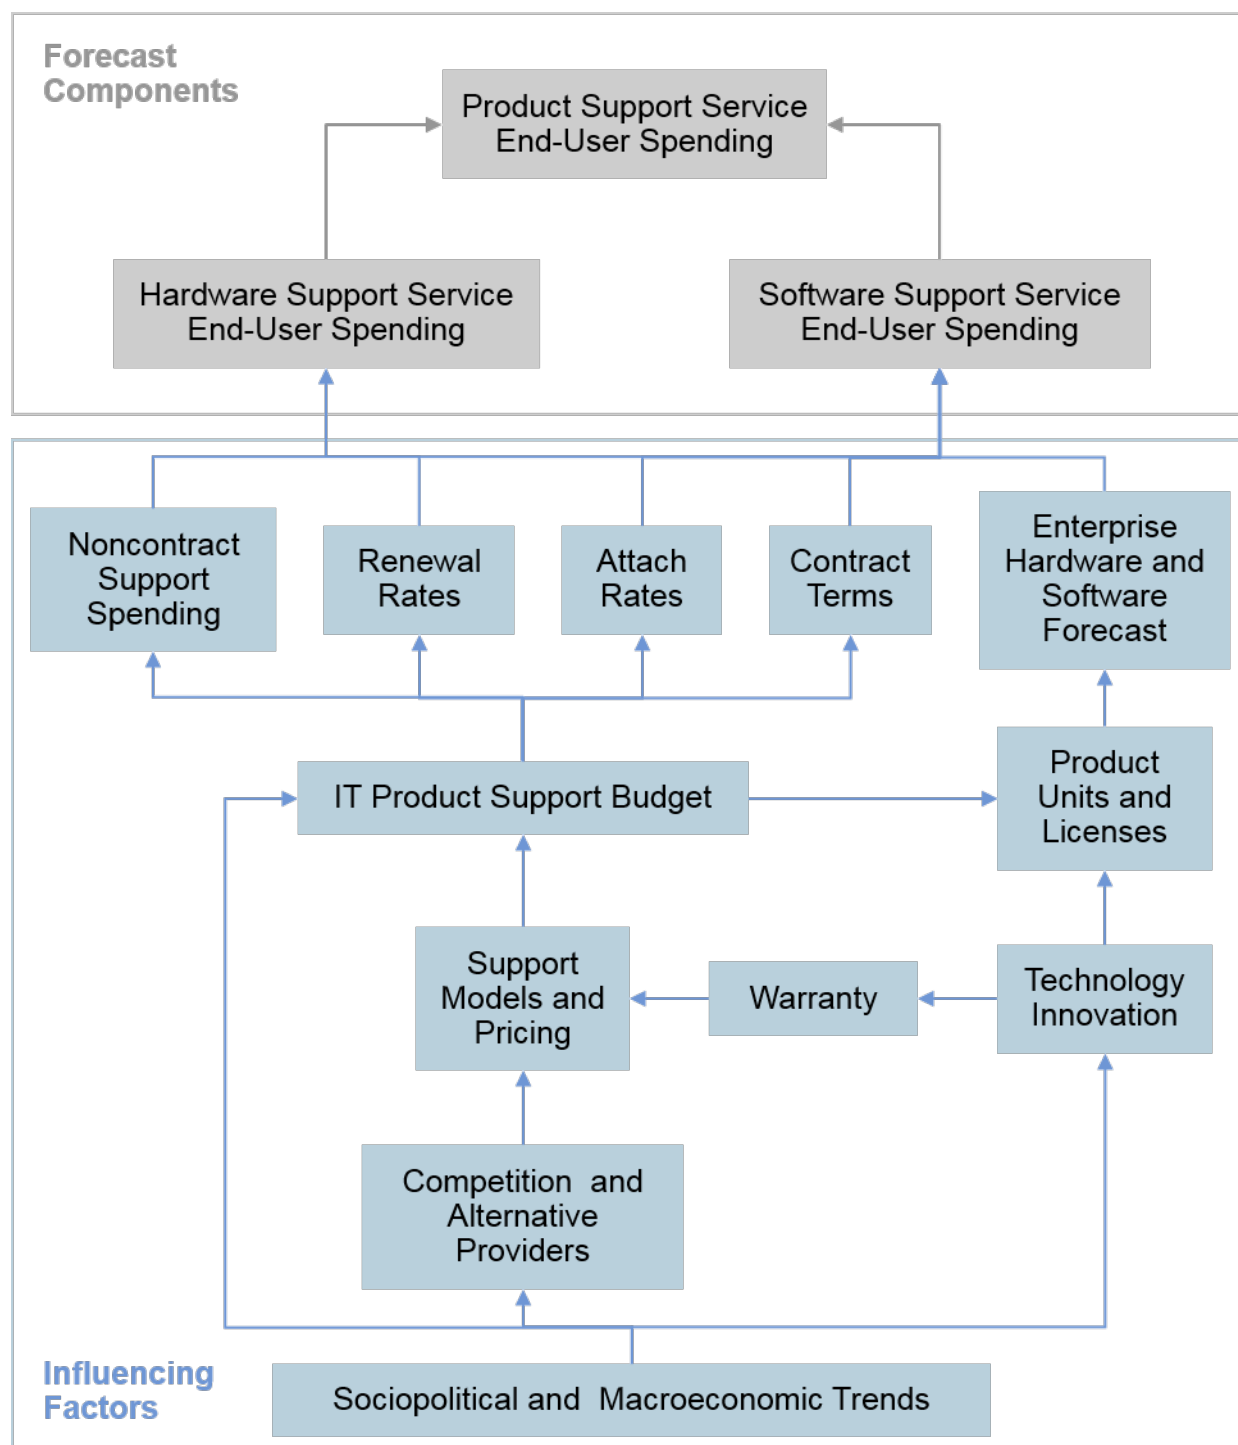 Forecast
Components
Product Support Service
End-User Spending
Hardware Support Service
End-User Spending
Software Support Service
End-User Spending
Noncontract
Support
Spending
Renewal
Rates
Attach
Rates
Contract
Terms
Enterprise
Hardware and
Software
Forecast
IT Product Support Budget
Product
Units and
Licenses
Support
Models and
Pricing
Warranty
Technology
Innovation
Competition and
Alternative
Providers
Influencing
Factors
Sociopolitical and Macroeconomic Trends